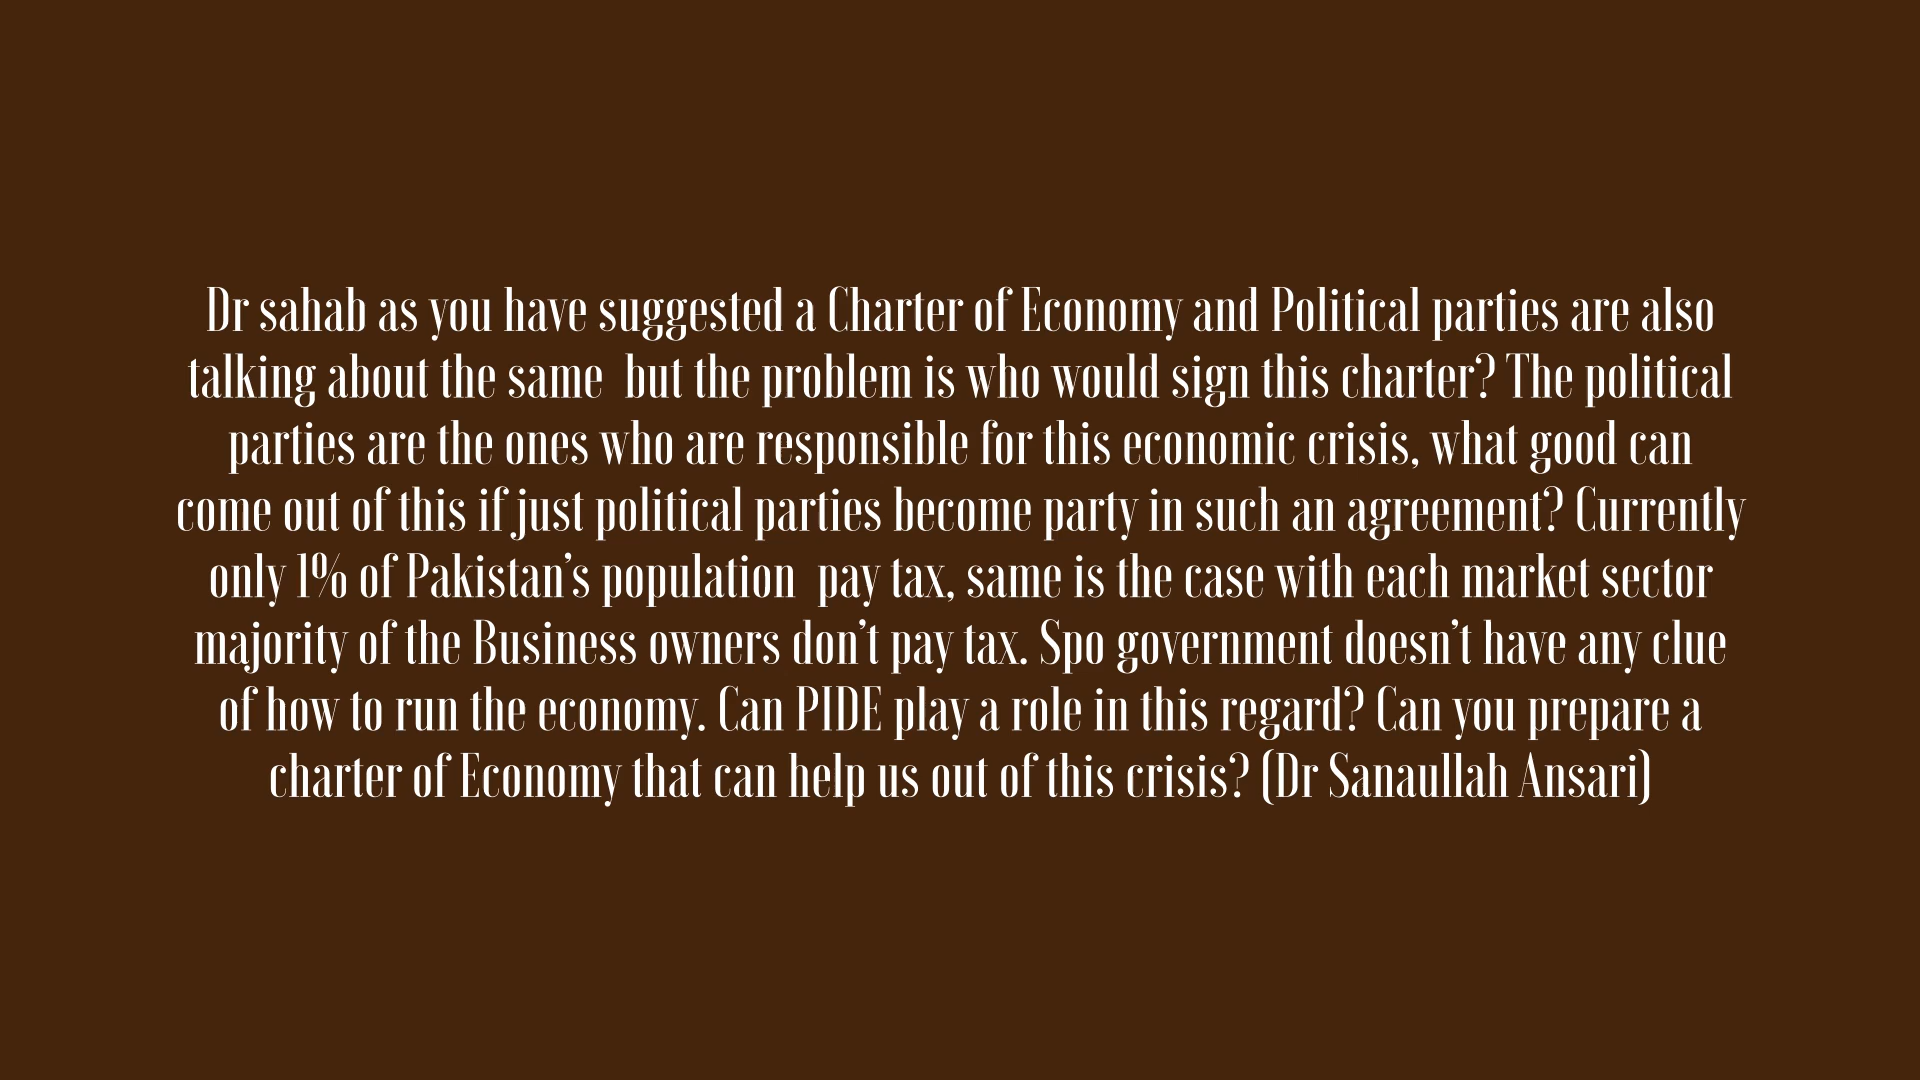 Dr sahab as you have suggested a Charter of Economy and Political parties are also
talking about the same  but the problem is who would sign this charter? The political
parties are the ones who are responsible for this economic crisis, what good can
come out of this if just political parties become party in such an agreement? Currently
only 1% of Pakistan’s population  pay tax, same is the case with each market sector
majority of the Business owners don’t pay tax. Spo government doesn’t have any clue
of how to run the economy. Can PIDE play a role in this regard? Can you prepare a
charter of Economy that can help us out of this crisis? (Dr Sanaullah Ansari)